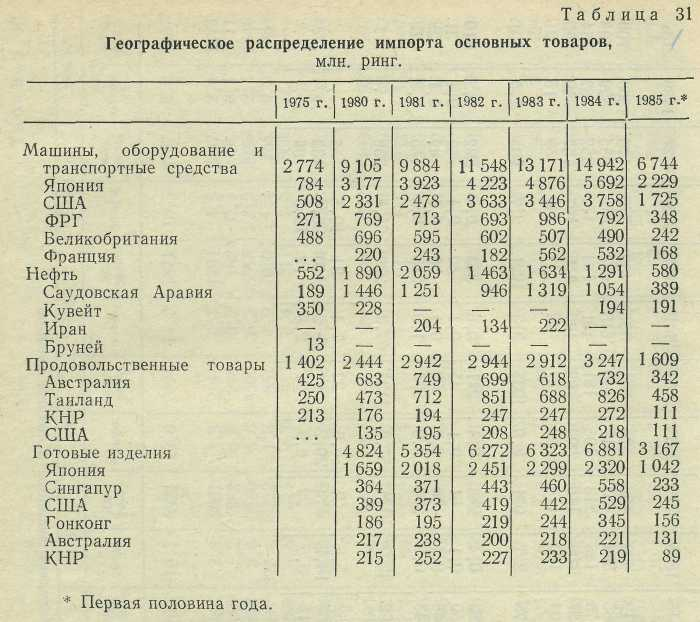 Таблица 31
Географическое распределение импорта основных товаров,
млн. ринг.
1975 г. 1980 г. 1981 г. 1982 г. 1983 г. 1984 г. 1985 г.*
Машины, оборудование и
транспортные средства 2 774 9 105 9 884 11 548 13 171 14 942 6 744
Япония 784 3 177 3 923 4 223 4 876 5 692 2 229
США 508 2 331 2 478 3 633 3 446 3 758 1 725
ФРГ 271 769 713 693 986 792 348
Великобритания 488 696 595 602 507 490 242
Франция ... 220 243 182 562 532 168
Нефть 552 1 890 2 059 1 463 1 634 1 291 580
Саудовская Аравия 189 1 446 1 251 946 1 319 1 054 389
Кувейт 350 228 — — — 194 191
Иран — — 204 134 222 — —
Бруней 13 — — — — — —
Продовольственные товары 1 402 2 444 2 942 2 944 2 912 3 247 1 609
Австралия 425 683 749 699 618 732 342
Таиланд 250 473 712 851 688 826 458
КНР 213 176 194 247 247 272 111
США ... 135 195 208 248 218 111
Готовые изделия 4 824 5 354 6 272 6 323 6 881 3 167
Япония 1 659 2 018 2 451 2 299 2 320 1 042
Сингапур 364 371 443 460 558 233
США 389 373 419 442 529 245
Гонконг 186 195 219 244 345 156
Австралия 217 238 200 218 221 131
КНР 215 252 227 233 219 89
* Первая половина года.